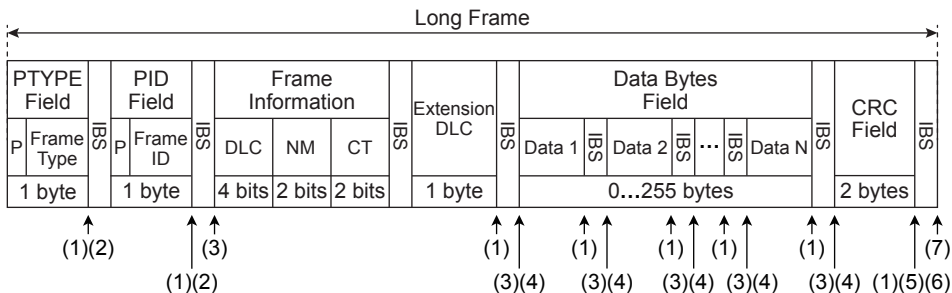 Long Frame
PTYPE Field
IBS
PID Field
IBS
Frame Information
IBS
Extension DLC
IBS
Data Bytes Field
IBS
CRC Field
IBS
P
Frame Type
P
Frame ID
DLC
NM
CT
Data 1
IBS
Data 2
IBS
...
IBS
Data N
1 byte
1 byte
4 bits
2 bits
2 bits
1 byte
0...255 bytes
2 bytes
(1)(2)
(3)
(1)
(1)
(1)
(1)
(1)
(7)
(1)(2)
(3)(4)
(3)(4)
(3)(4)
(3)(4)
(3)(4)
(1)(5)(6)